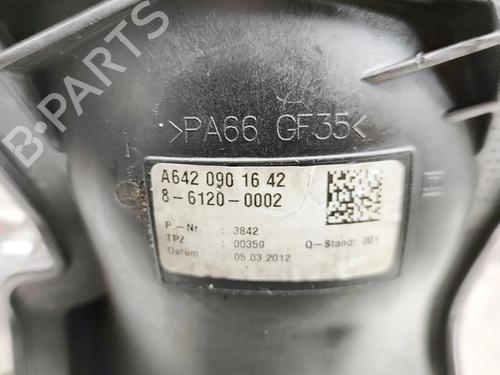 B-PARTS
>PA66 GF35<
A642 090 16 42
8-6120-0002
P.-Nr. : 3842
TPZ : 00359 Q-Stand: 001
Datum : 05.03.2012